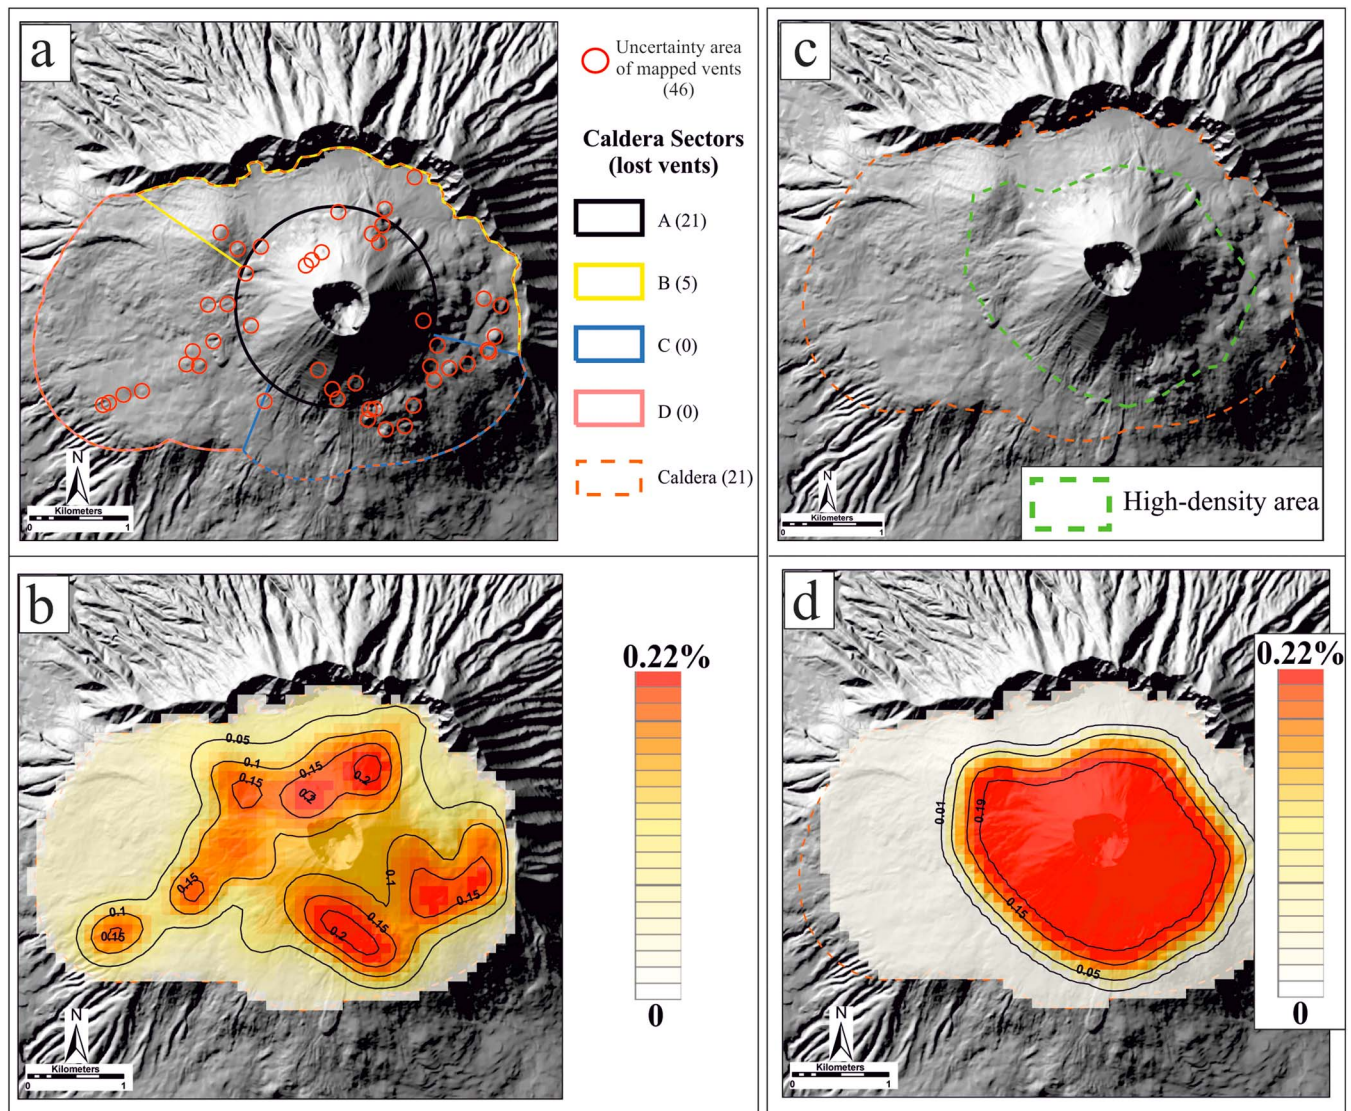 a
Uncertainty area
of mapped vents
(46)
Caldera Sectors
(lost vents)
A (21)
B (5)
C (0)
D (0)
Caldera (21)
N
Kilometers
0 1
c
N
Kilometers
0 1
High-density area
b
0.05
0.1
0.15
0.15
0.2
0.2
0.1
0.15
0.15
0.15
0.2
0.1
0.15
N
Kilometers
0 1
0.22%
0
d
0.01
0.19
0.15
0.05
N
Kilometers
0 1
0.22%
0